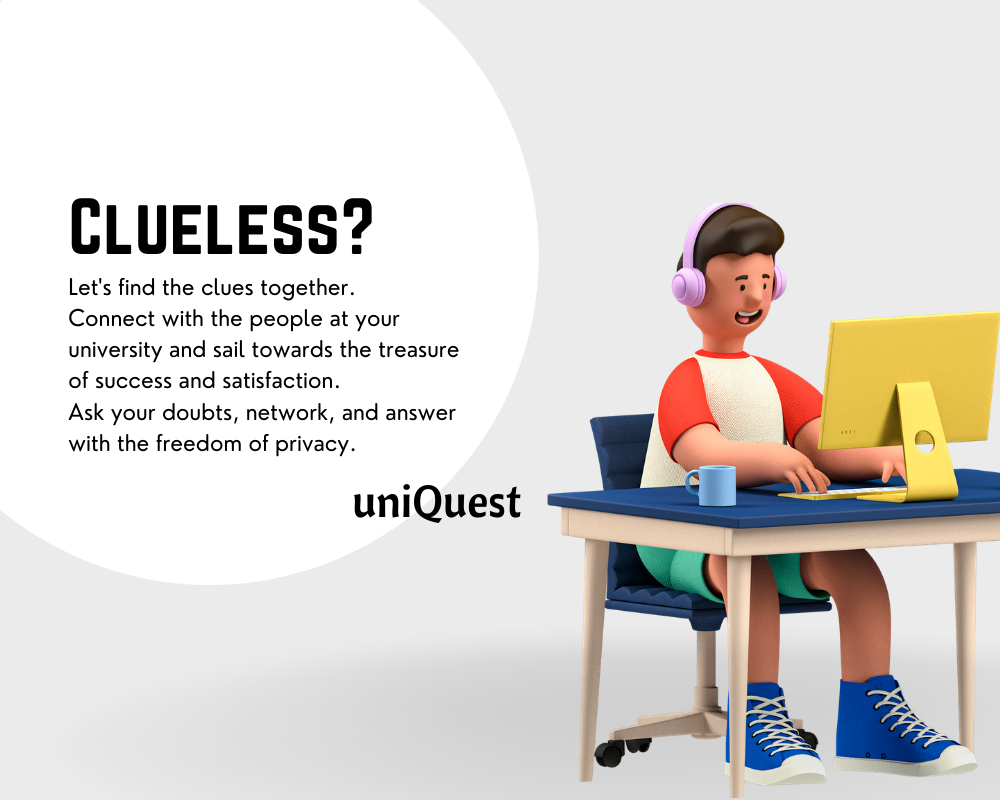 Clueless?
Let's find the clues together.
Connect with the people at your
university and sail towards the treasure
of success and satisfaction.
Ask your doubts, network, and answer
with the freedom of privacy.
uniQuest